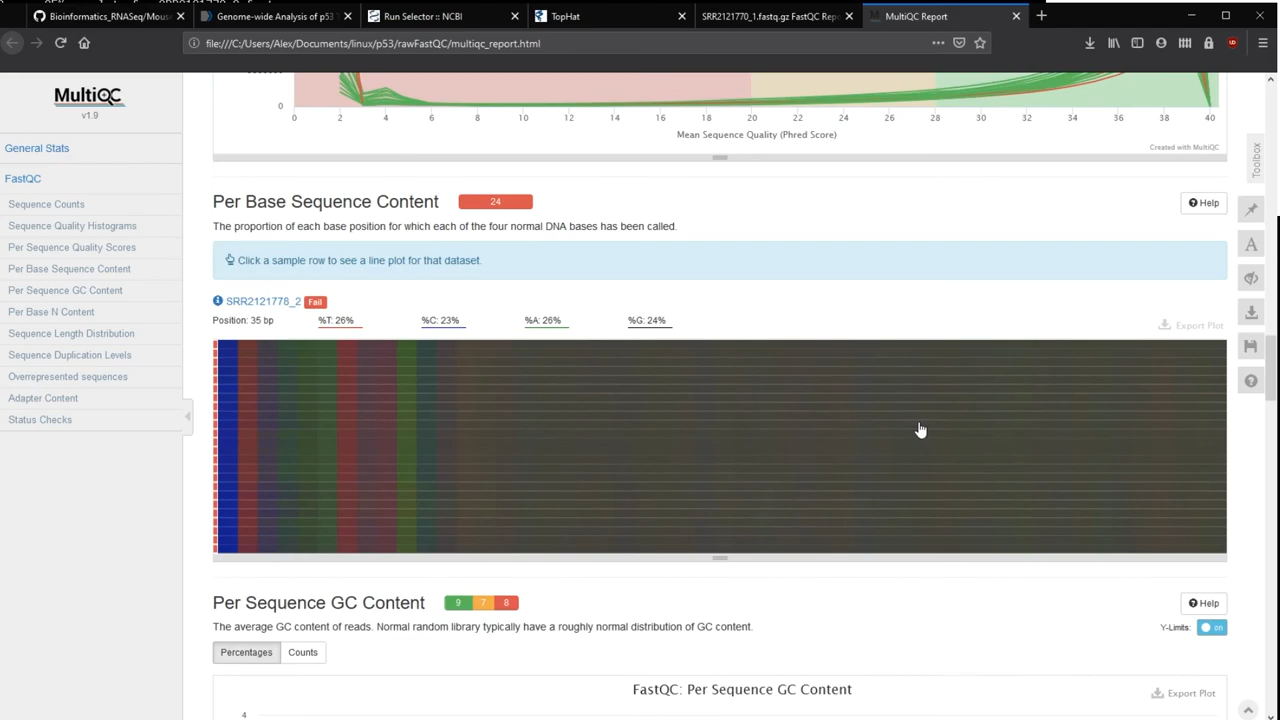 Bioinformatics_RNASeq/Mous
Genome-wide Analysis of p53
Run Selector :: NCBI
TopHat
SRR2121770_1.fastq.gz FastQC Repo
MultiQC Report
file:///C:/Users/Alex/Documents/linux/p53/rawFastQC/multiqc_report.html
MultiQC
v1.9
General Stats
FastQC
Sequence Counts
Sequence Quality Histograms
Per Sequence Quality Scores
Per Base Sequence Content
Per Sequence GC Content
Per Base N Content
Sequence Length Distribution
Sequence Duplication Levels
Overrepresented sequences
Adapter Content
Status Checks
0
0 2 4 6 8 10 12 14 16 18 20 22 24 26 28 30 32 34 36 38 40
Mean Sequence Quality (Phred Score)
Created with MultiQC
Toolbox
Per Base Sequence Content 24
Help
The proportion of each base position for which each of the four normal DNA bases has been called.
Click a sample row to see a line plot for that dataset.
SRR2121778_2 Fail
Position: 35 bp %T: 26% %C: 23% %A: 26% %G: 24%
Export Plot
Per Sequence GC Content 9 7 8
Help
The average GC content of reads. Normal random library typically have a roughly normal distribution of GC content.
Y-Limits: on
Percentages Counts
FastQC: Per Sequence GC Content
Export Plot
4